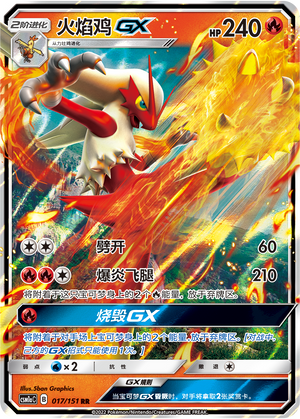 2阶进化
火焰鸡GX
HP240
从力壮鸡进化
劈开 60
爆炎飞腿 210
将附着于这只宝可梦身上的2个能量,放于弃牌区。
烧毁GX
将附着于对手场上宝可梦身上的2个能量,放于弃牌区。[对战中,
己方的GX招式只能使用1次。]
弱点 ×2 抵抗力 撤退
Illus.5ban Graphics
GX规则
CSM1cC B 017/151 RR
当宝可梦GX昏厥时,对手将拿取2张奖赏卡。
©2022 Pokémon/Nintendo/Creatures/GAME FREAK.